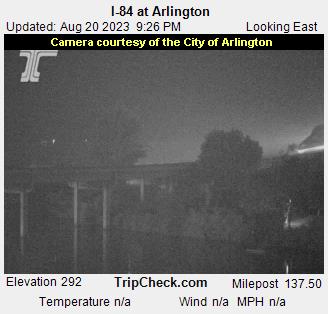 I-84 at Arlington
Updated: Aug 20 2023 9:26 PM Looking East
Camera courtesy of the City of Arlington
Elevation 292 TripCheck.com Milepost 137.50
Temperature n/a Wind n/a MPH n/a